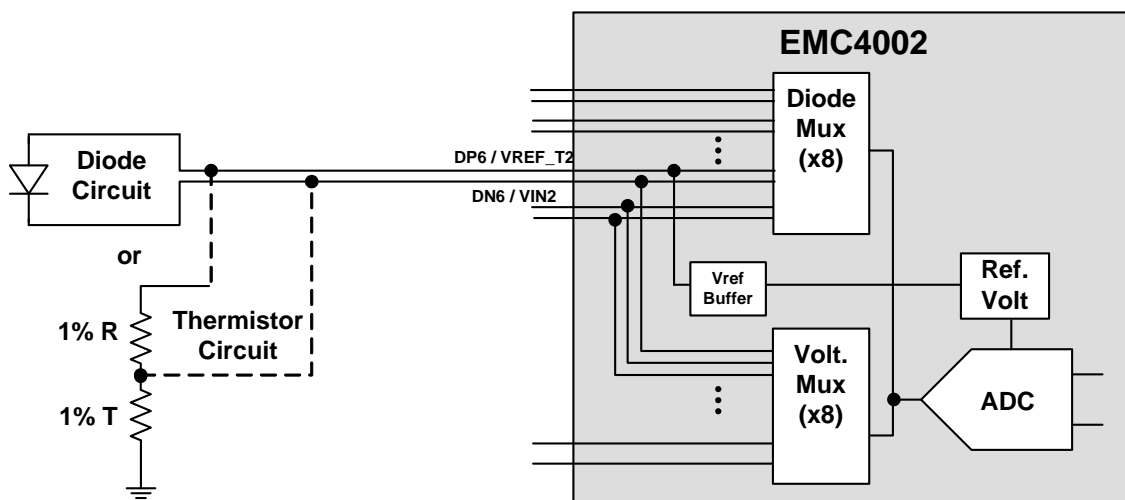 EMC4002
Diode
Mux
(x8)
Diode
Circuit
DP6 / VREF_T2
DN6 / VIN2
or
Vref
Buffer
Ref.
Volt
1% R
Thermistor
Circuit
1% T
Volt.
Mux
(x8)
ADC